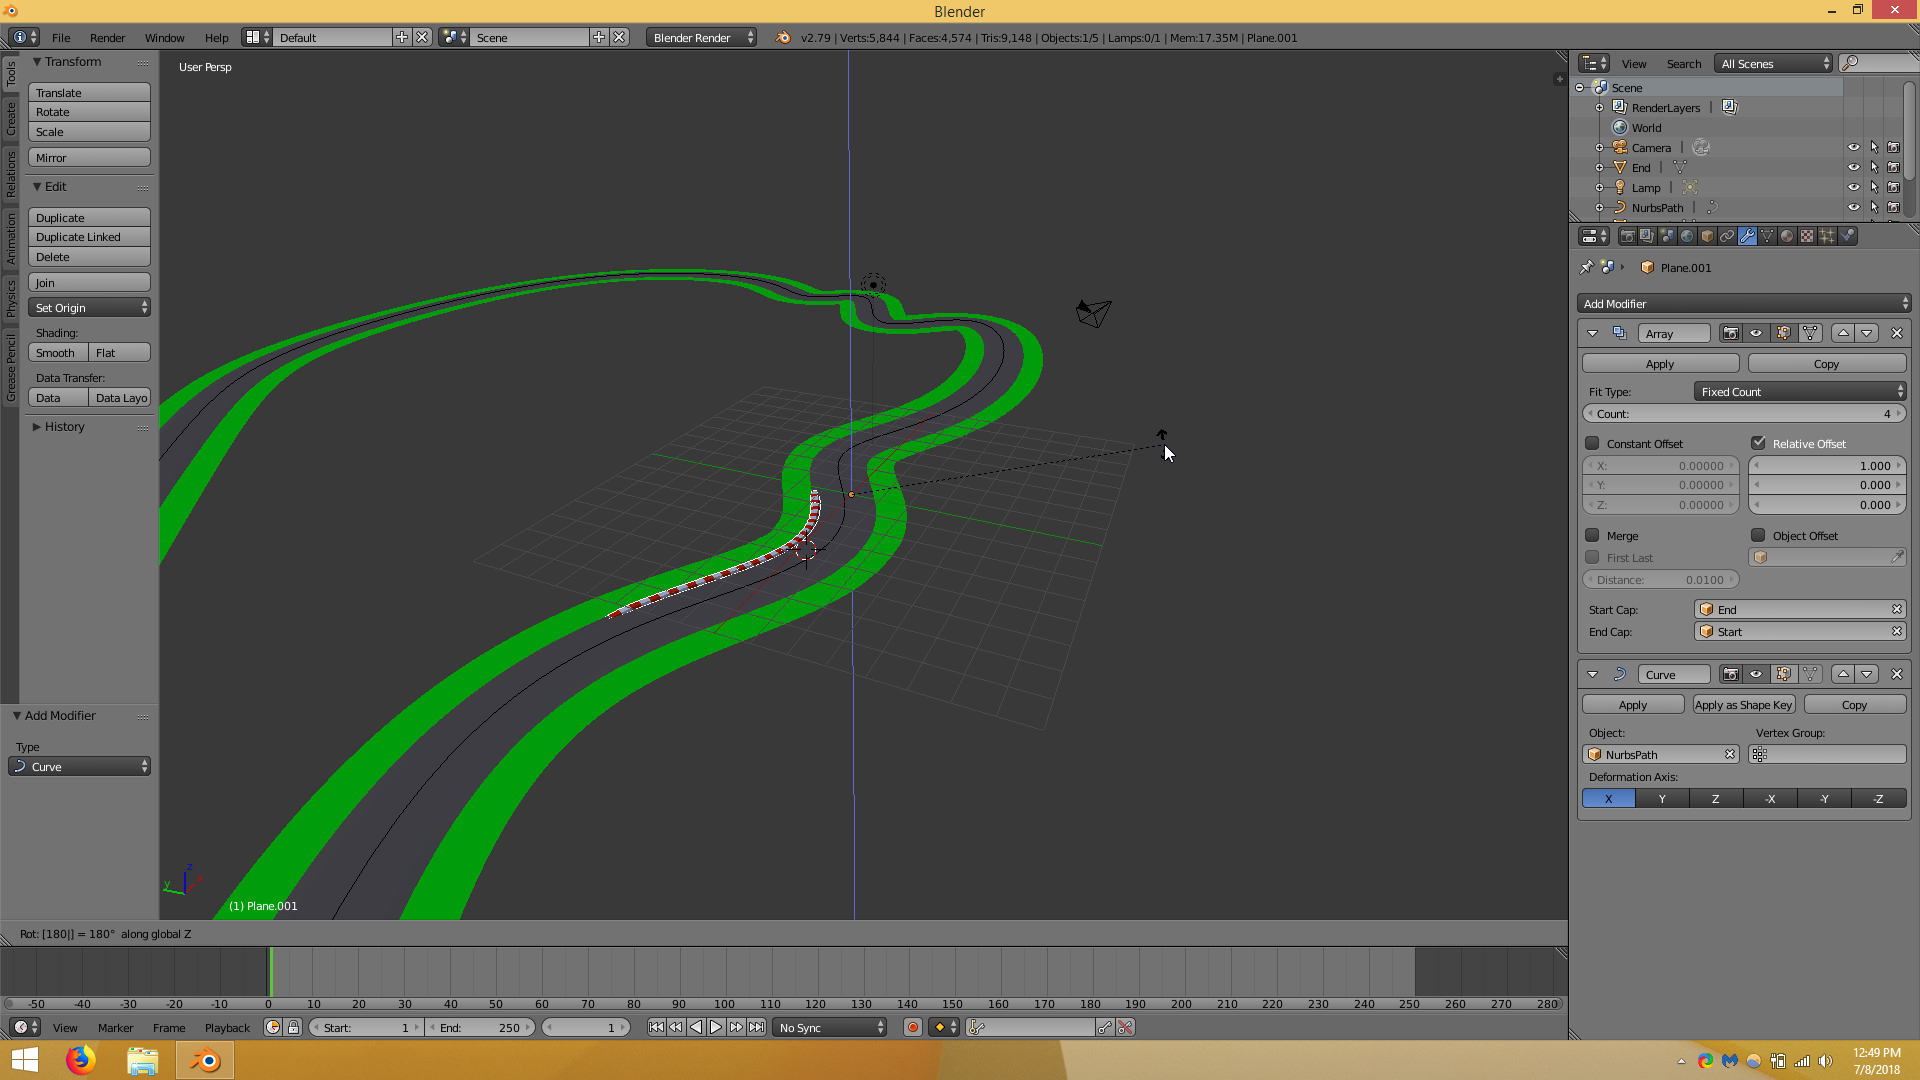 Blender
File Render Window Help Default Scene Blender Render v2.79 | Verts:5,844 | Faces:4,574 | Tris:9,148 | Objects:1/5 | Lamps:0/1 | Mem:17.35M | Plane.001
Tools
Create
Relations
Animation
Physics
Grease Pencil
Transform
Translate
Rotate
Scale
Mirror
Edit
Duplicate
Duplicate Linked
Delete
Join
Set Origin
Shading:
Smooth Flat
Data Transfer:
Data Data Layo
History
Add Modifier
Type
Curve
User Persp
z
y
x
(1) Plane.001
Rot: [180|] = 180° along global Z
View Search All Scenes
Scene
RenderLayers |
World
Camera |
End |
Lamp |
NurbsPath |
Plane.001
Add Modifier
Array
Apply Copy
Fit Type: Fixed Count
Count: 4
Constant Offset Relative Offset
X: 0.00000 1.000
Y: 0.00000 0.000
Z: 0.00000 0.000
Merge Object Offset
First Last
Distance: 0.0100
Start Cap: End
End Cap: Start
Curve
Apply Apply as Shape Key Copy
Object: Vertex Group:
NurbsPath
Deformation Axis:
X Y Z -X -Y -Z
-50 -40 -30 -20 -10 0 10 20 30 40 50 60 70 80 90 100 110 120 130 140 150 160 170 180 190 200 210 220 230 240 250 260 270 280
View Marker Frame Playback Start: 1 End: 250 1 No Sync
12:49 PM
7/8/2018